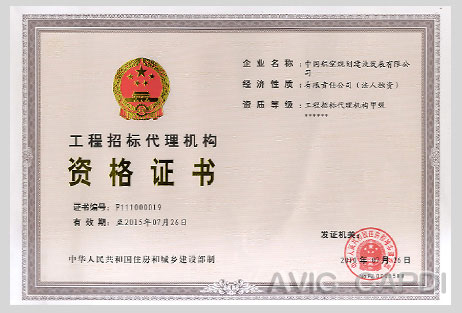 企 业 名 称：中国航空规划建设发展有限公
司
经 济 性 质：有限责任公司（法人独资）
资 质 等 级：工程招标代理机构甲级
******
工程招标代理机构
资格证书
证书编号：F111000019
有 效 期：至2015年07月26日
发证机关：
中华人民共和国住房和城乡建设部制
AVIC CAPDI